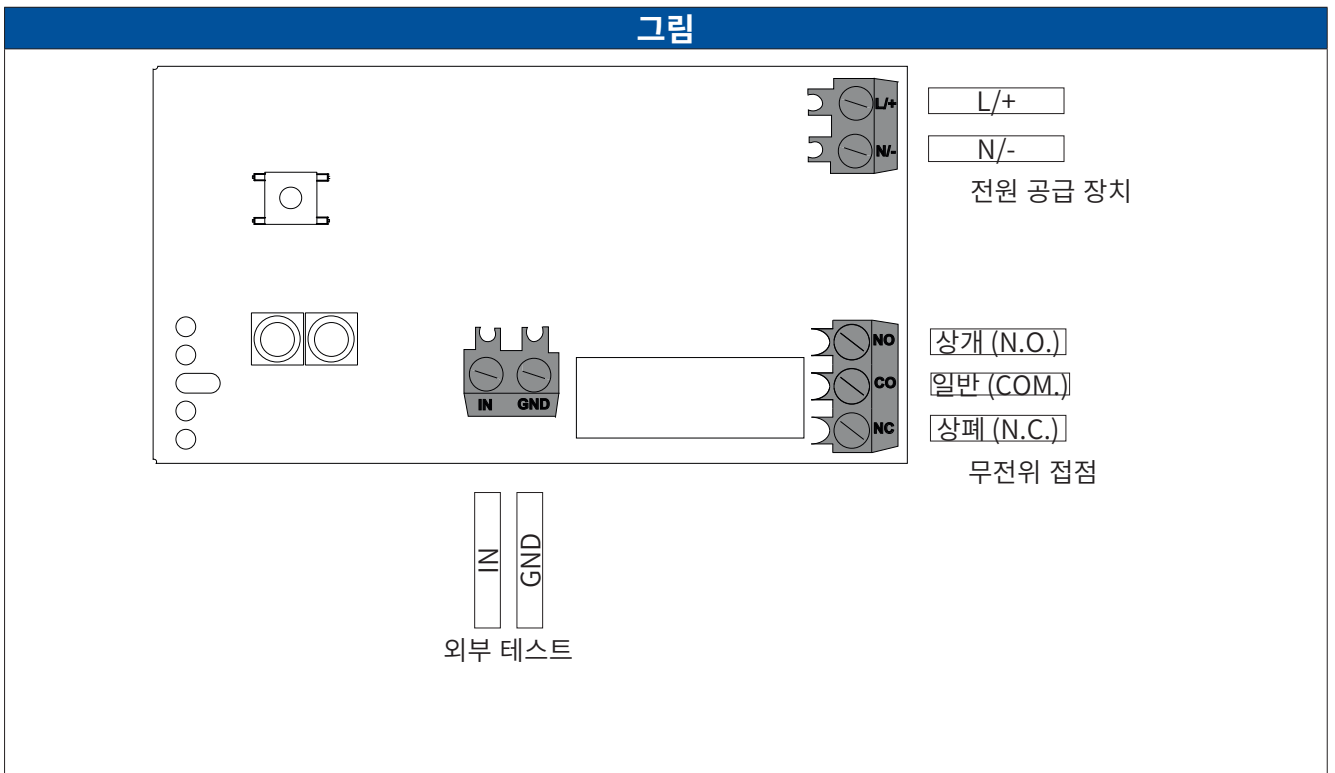 그림
L/+
L/+
N/-
N/-
전원 공급 장치
NO
상개 (N.O.)
CO
일반 (COM.)
NC
상폐 (N.C.)
무전위 접점
IN GND
IN
GND
외부 테스트